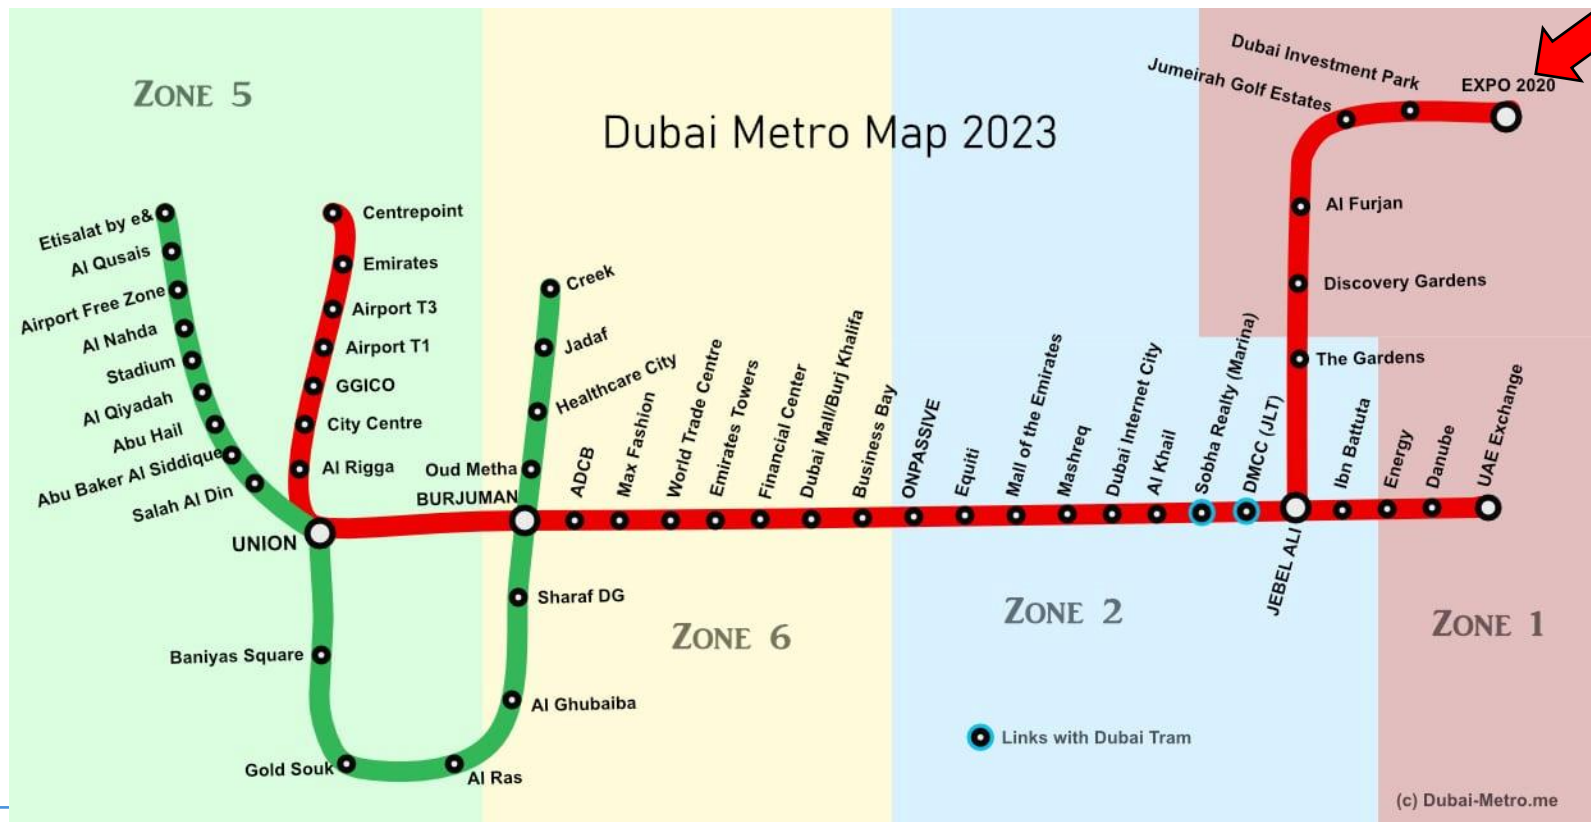 ZONE 5
Dubai Metro Map 2023
Dubai Investment Park
Jumeirah Golf Estates
EXPO 2020
Etisalat by e&
Al Qusais
Airport Free Zone
Al Nahda
Stadium
Al Qiyadah
Abu Hail
Abu Baker Al Siddique
Salah Al Din
UNION
Centrepoint
Emirates
Airport T3
Airport T1
GGICO
City Centre
Al Rigga
Baniyas Square
Gold Souk
Al Ras
Al Ghubaiba
Sharaf DG
BURJUMAN
Oud Metha
Healthcare City
Jadaf
Creek
ADCB
Max Fashion
World Trade Centre
Emirates Towers
Financial Center
Dubai Mall/Burj Khalifa
Business Bay
ONPASSIVE
Equiti
Mall of the Emirates
Mashreq
Dubai Internet City
Al Khail
Sobha Realty (Marina)
DMCC (JLT)
JEBEL ALI
Ibn Battuta
Energy
Danube
UAE Exchange
The Gardens
Discovery Gardens
Al Furjan
ZONE 6
ZONE 2
ZONE 1
Links with Dubai Tram
(c) Dubai-Metro.me